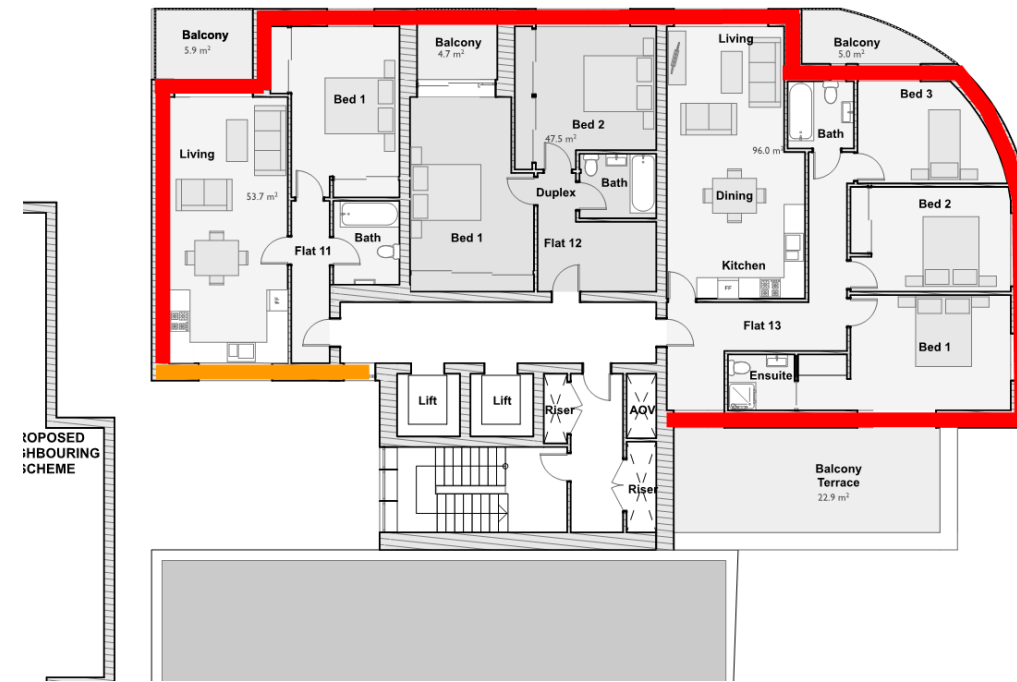 Balcony
5.9 m²
Balcony
4.7 m²
Living
Balcony
5.0 m²
Bed 1
Bed 2
47.5 m²
Bed 3
Bath
96.0 m²
Living
53.7 m²
Duplex
Bath
Dining
Bed 2
Bath
Bed 1
Flat 11
Flat 12
Kitchen
FF
FF
Flat 13
Bed 1
Ensuite
Lift
Lift
Riser
AOV
ROPOSED
GHBOURING
SCHEME
Riser
Balcony
Terrace
22.9 m²